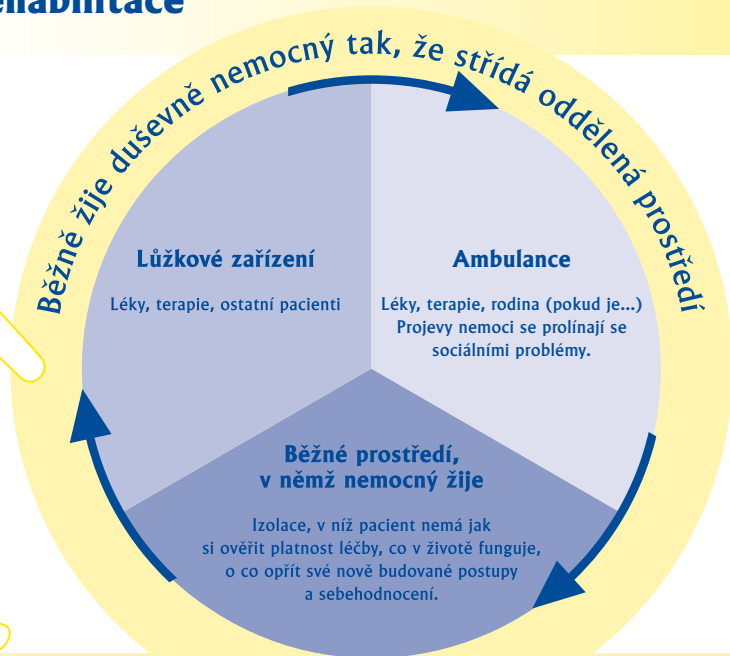 Běžně žije duševně nemocný tak, že střídá oddělená prostředí
Lůžkové zařízení
Léky, terapie, ostatní pacienti
Ambulance
Léky, terapie, rodina (pokud je...)
Projevy nemoci se prolínají se
sociálními problémy.
Běžné prostředí,
v němž nemocný žije
Izolace, v níž pacient nemá jak
si ověřit platnost léčby, co v životě funguje,
o co opřít své nově budované postupy
a sebehodnocení.